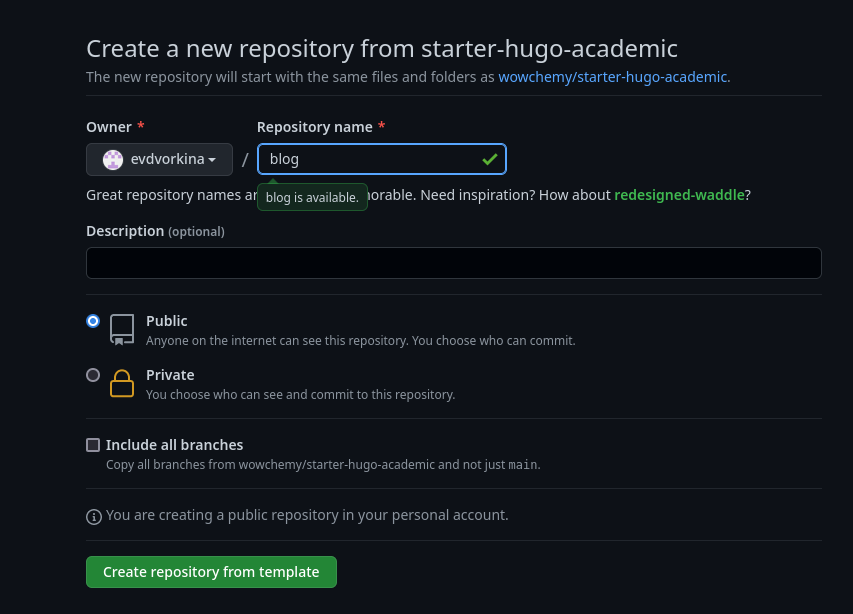 Create a new repository from starter-hugo-academic
The new repository will start with the same files and folders as wowchemy/starter-hugo-academic.
Owner * Repository name *
evdvorkina / blog
Great repository names ar orable. Need inspiration? How about redesigned-waddle?
blog is available.
Description (optional)
Public
Anyone on the internet can see this repository. You choose who can commit.
Private
You choose who can see and commit to this repository.
Include all branches
Copy all branches from wowchemy/starter-hugo-academic and not just main.
You are creating a public repository in your personal account.
Create repository from template